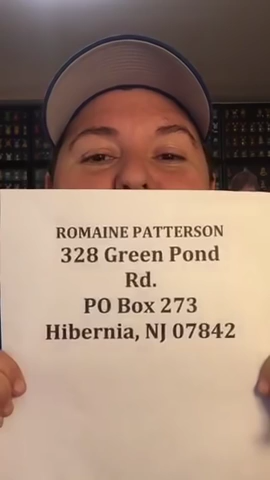 ROMAINE PATTERSON
328 Green Pond
Rd.
PO Box 273
Hibernia, NJ 07842